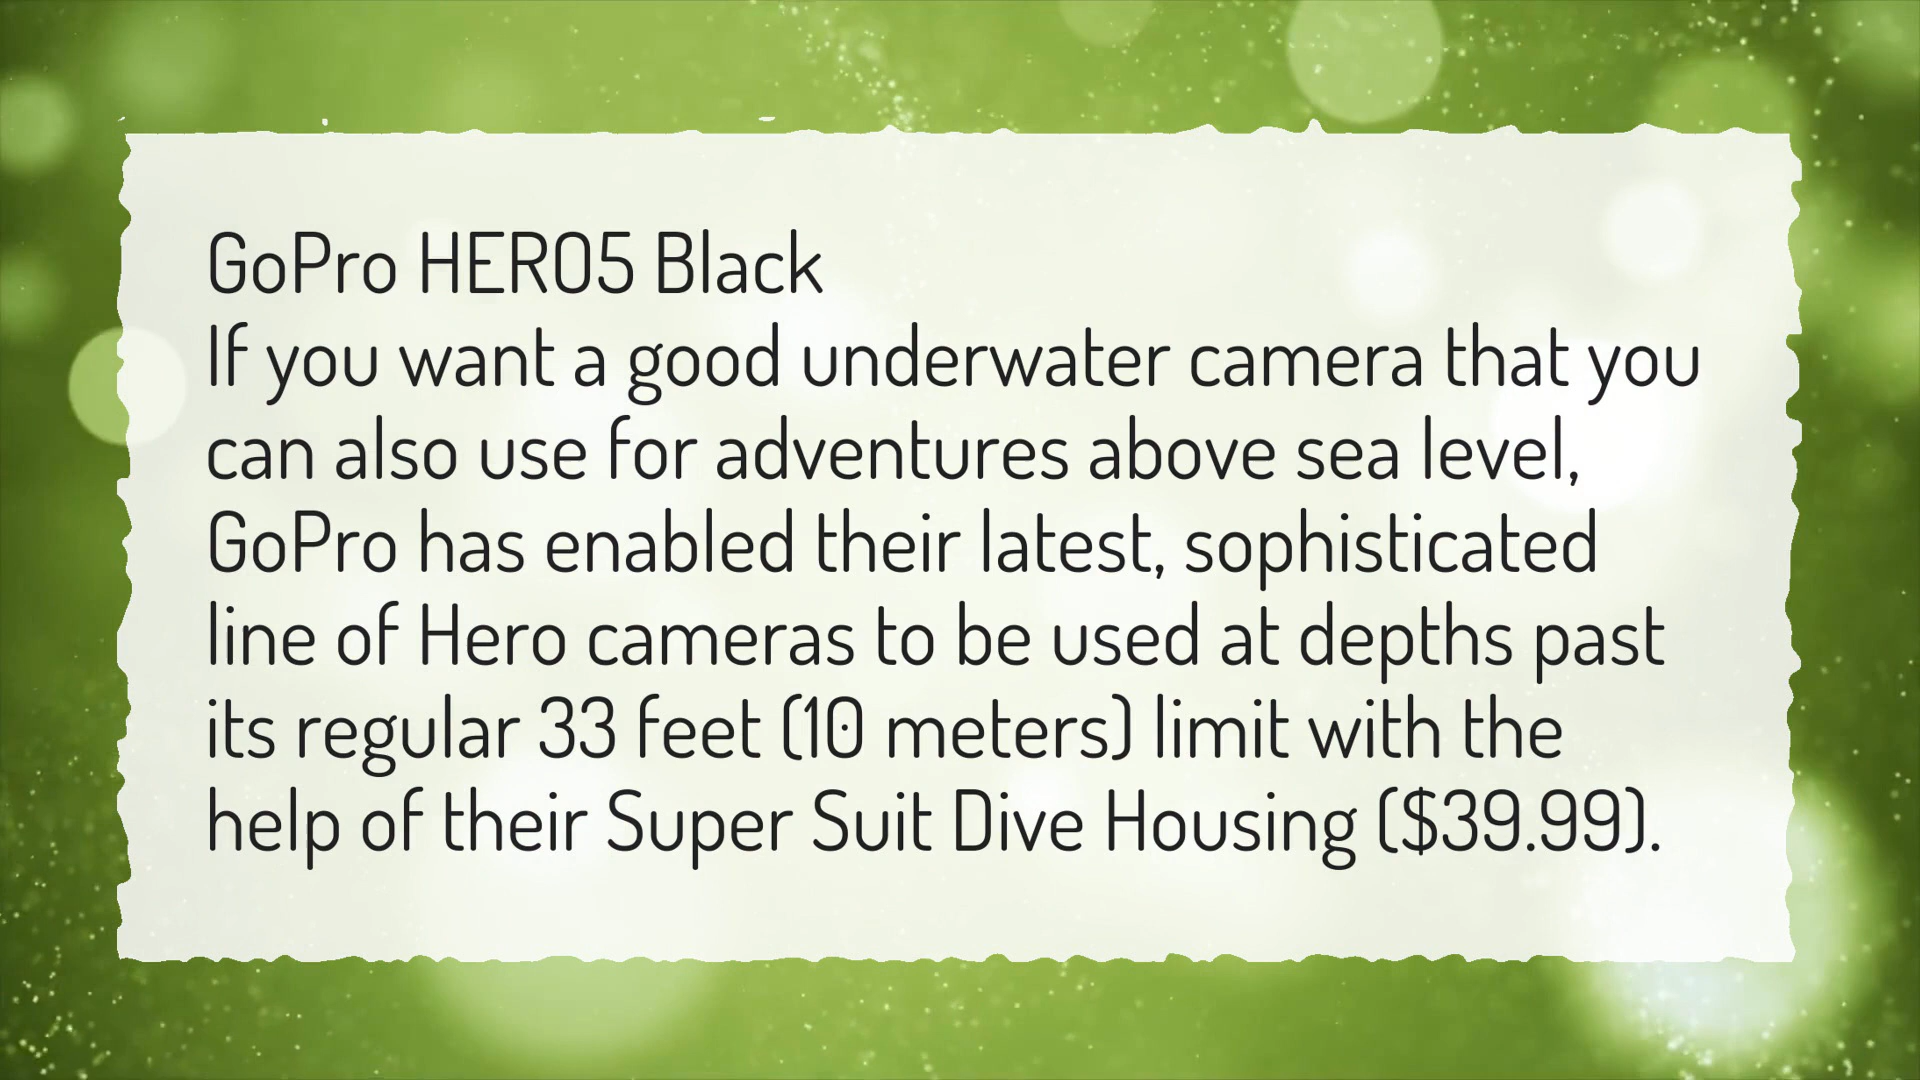 GoPro HERO5 Black
If you want a good underwater camera that you
can also use for adventures above sea level,
GoPro has enabled their latest, sophisticated
line of Hero cameras to be used at depths past
its regular 33 feet (10 meters) limit with the
help of their Super Suit Dive Housing ($39.99).